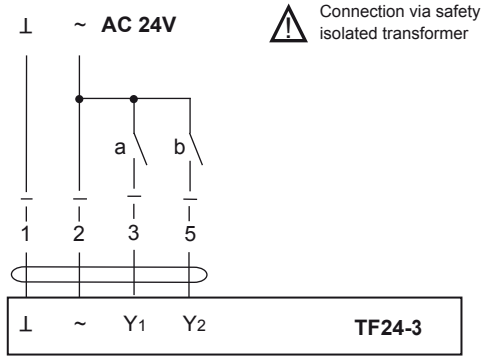 ⊥ ~ AC 24V
Connection via safety
isolated transformer
a b
1 2 3 5
⊥ ~ Y1 Y2 TF24-3